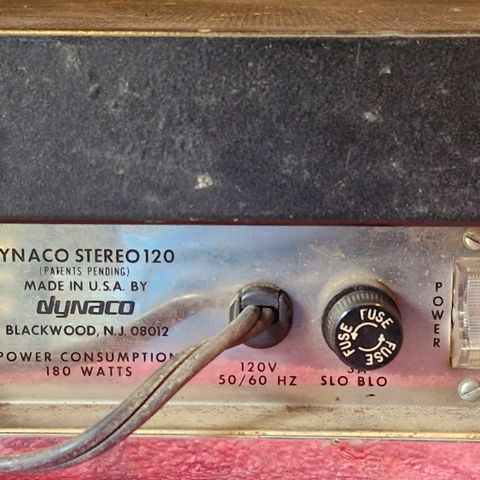 YNACO STEREO 120
(PATENTS PENDING)
MADE IN U.S.A. BY
dynaco
BLACKWOOD, N.J. 08012
POWER CONSUMPTION
180 WATTS
120V
50/60 HZ
FUSE FUSE FUSE
3A
SLO BLO
POWER